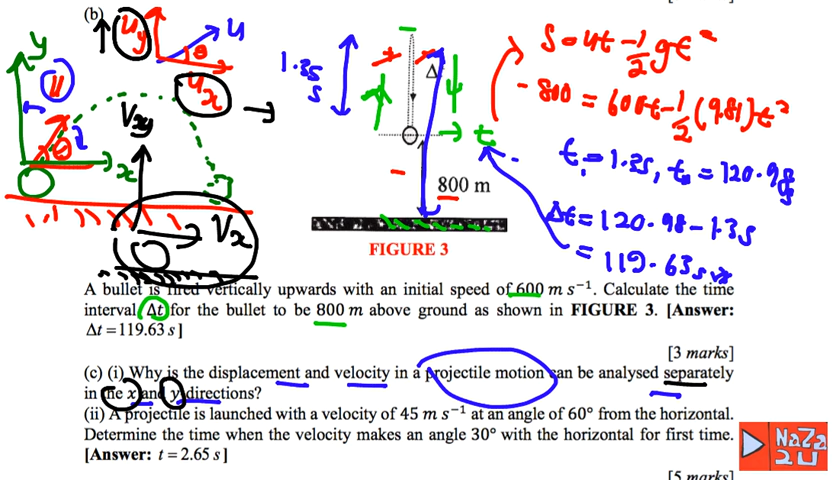 (b)
y
u
θ
x
uy
u
θ
ux
Vxy
Vx
1.35
s
+
Δ
t
-
800 m
FIGURE 3
S = ut - 1/2 gt²
- 800 = 600t - 1/2 (9.81) t²
t₁ = 1.35, t₂ = 120.98 s
Δt = 120.98 - 1.35
= 119.63 s
A bullet is fired vertically upwards with an initial speed of 600 m s⁻¹. Calculate the time
interval Δt for the bullet to be 800 m above ground as shown in FIGURE 3. [Answer:
Δt = 119.63 s]
[3 marks]
(c) (i) Why is the displacement and velocity in a projectile motion can be analysed separately
in the x and y directions?
(ii) A projectile is launched with a velocity of 45 m s⁻¹ at an angle of 60° from the horizontal.
Determine the time when the velocity makes an angle 30° with the horizontal for first time.
[Answer: t = 2.65 s]
[5 marks]
NaZa
2U